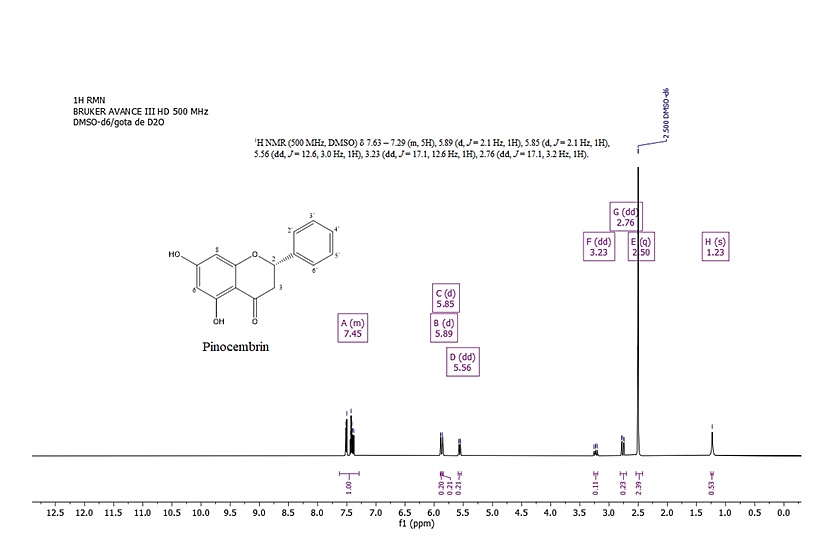 1H RMN
BRUKER AVANCE III HD 500 MHz
DMSO-d6/gota de D2O
2.500 DMSO-d6
¹H NMR (500 MHz, DMSO) δ 7.63 – 7.29 (m, 5H), 5.89 (d, J = 2.1 Hz, 1H), 5.85 (d, J = 2.1 Hz, 1H),
5.56 (dd, J = 12.6, 3.0 Hz, 1H), 3.23 (dd, J = 17.1, 12.6 Hz, 1H), 2.76 (dd, J = 17.1, 3.2 Hz, 1H).
G (dd)
2.76
F (dd)
3.23
E (q)
2.50
H (s)
1.23
3'
2'
4'
5'
6'
HO
8
O
2
6
3
OH
O
Pinocembrin
C (d)
5.85
A (m)
7.45
B (d)
5.89
D (dd)
5.56
1.00
0.20
0.21
0.21
0.11
0.23
2.39
0.53
12.5 12.0 11.5 11.0 10.5 10.0 9.5 9.0 8.5 8.0 7.5 7.0 6.5 6.0 5.5 5.0 4.5 4.0 3.5 3.0 2.5 2.0 1.5 1.0 0.5 0.0
f1 (ppm)